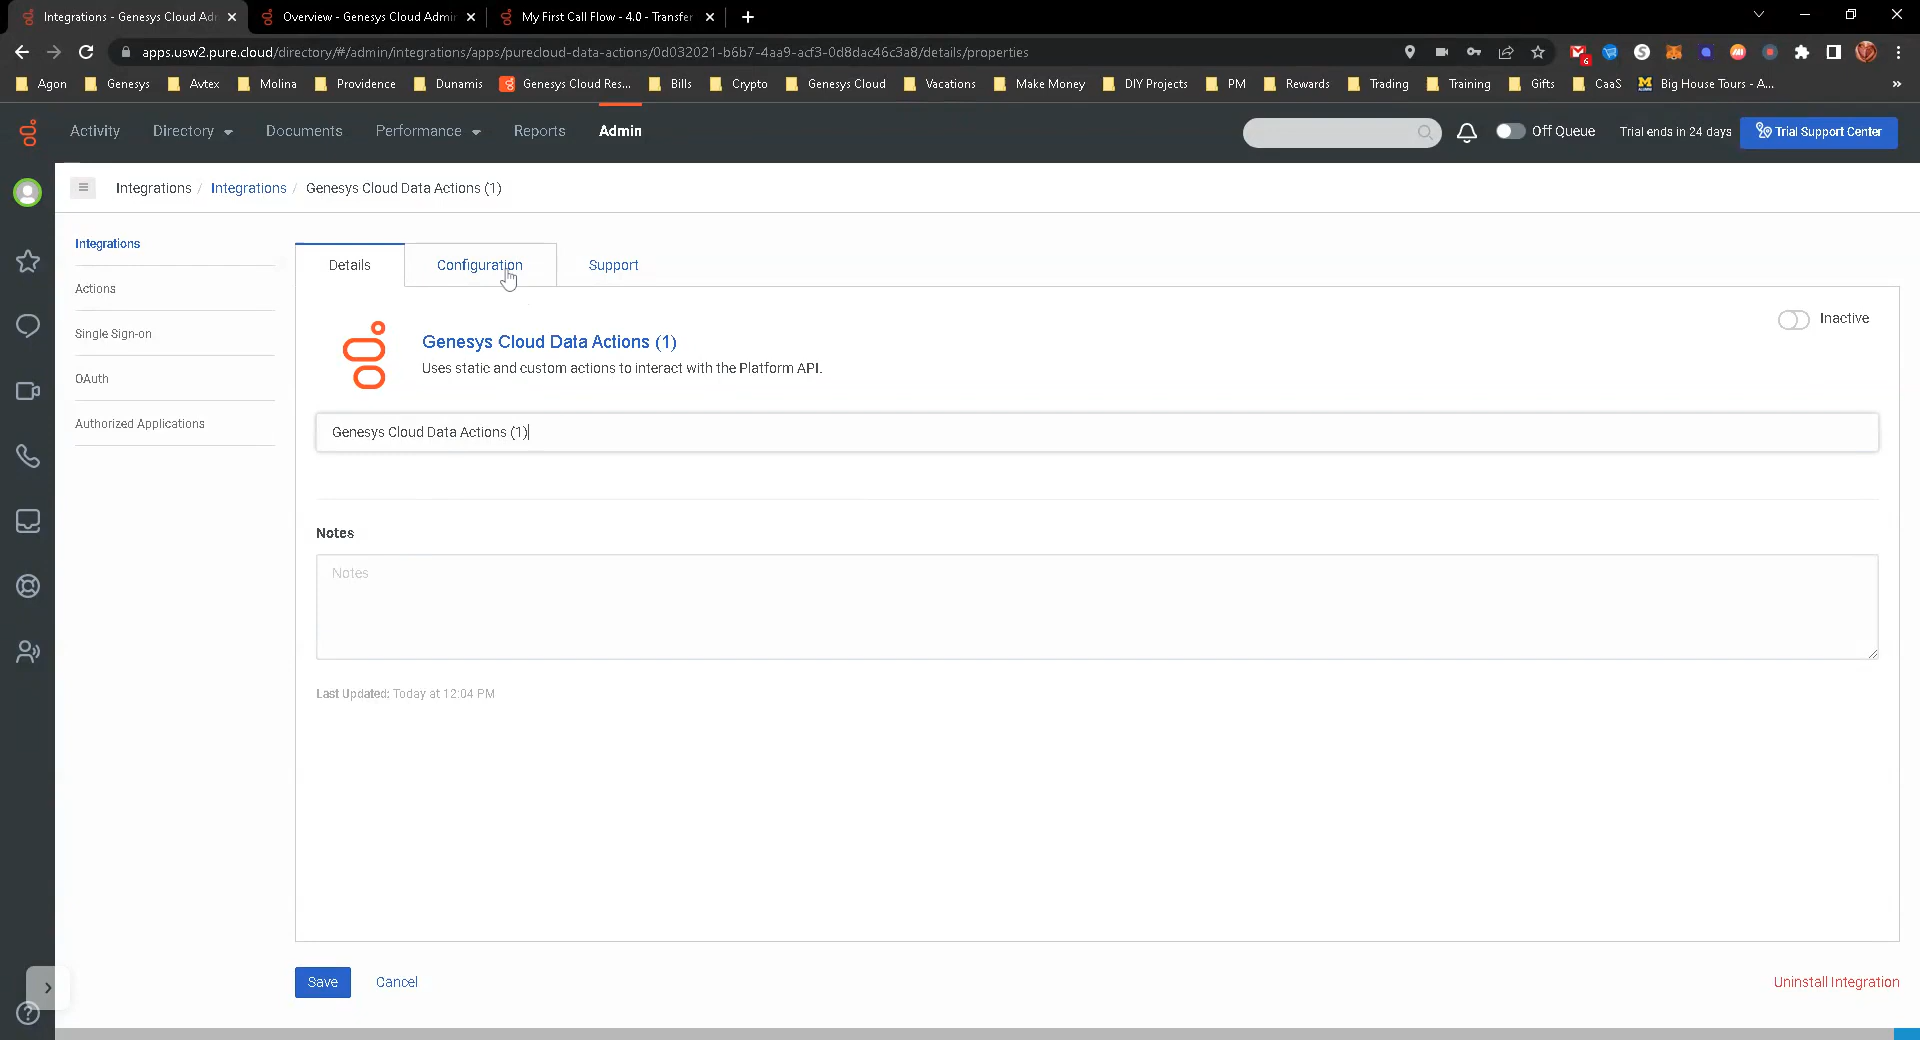 Integrations - Genesys Cloud Adr
Overview - Genesys Cloud Admin
My First Call Flow - 4.0 - Transfer
apps.usw2.pure.cloud/directory/#/admin/integrations/apps/purecloud-data-actions/0d032021-b6b7-4aa9-acf3-0d8dac46c3a8/details/properties
6
Agon
Genesys
Avtex
Molina
Providence
Dunamis
Genesys Cloud Res...
Bills
Crypto
Genesys Cloud
Vacations
Make Money
DIY Projects
PM
Rewards
Trading
Training
Gifts
CaaS
Big House Tours - A...
»
Activity
Directory
Documents
Performance
Reports
Admin
Off Queue
Trial ends in 24 days
Trial Support Center
Integrations / Integrations / Genesys Cloud Data Actions (1)
Integrations
Actions
Single Sign-on
OAuth
Authorized Applications
Details
Configuration
Support
Inactive
Genesys Cloud Data Actions (1)
Uses static and custom actions to interact with the Platform API.
Genesys Cloud Data Actions (1)
Notes
Notes
Last Updated: Today at 12:04 PM
Save
Cancel
Uninstall Integration